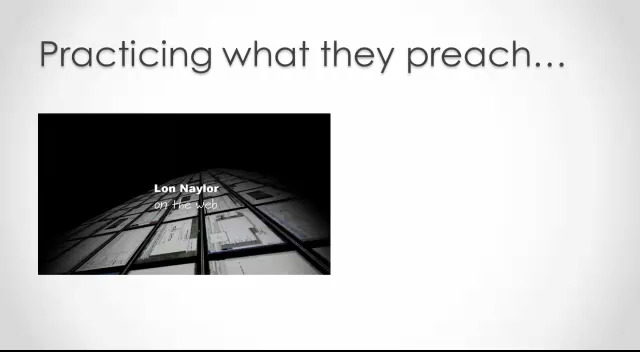 Practicing what they preach…
Lon Naylor
on the web